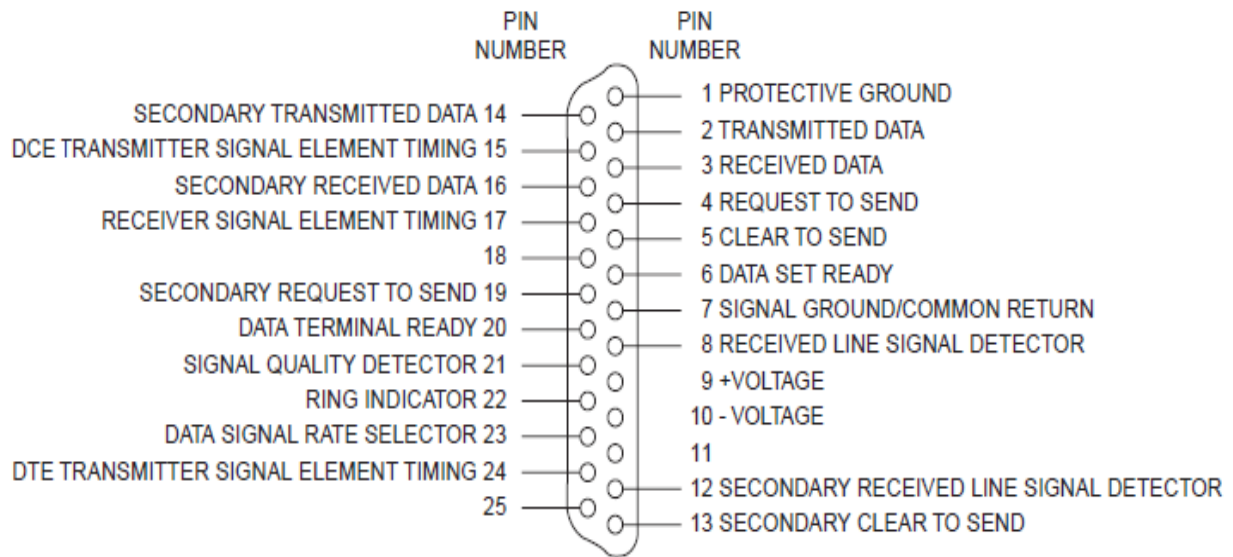 PIN
NUMBER
PIN
NUMBER
SECONDARY TRANSMITTED DATA 14
DCE TRANSMITTER SIGNAL ELEMENT TIMING 15
SECONDARY RECEIVED DATA 16
RECEIVER SIGNAL ELEMENT TIMING 17
18
SECONDARY REQUEST TO SEND 19
DATA TERMINAL READY 20
SIGNAL QUALITY DETECTOR 21
RING INDICATOR 22
DATA SIGNAL RATE SELECTOR 23
DTE TRANSMITTER SIGNAL ELEMENT TIMING 24
25
1 PROTECTIVE GROUND
2 TRANSMITTED DATA
3 RECEIVED DATA
4 REQUEST TO SEND
5 CLEAR TO SEND
6 DATA SET READY
7 SIGNAL GROUND/COMMON RETURN
8 RECEIVED LINE SIGNAL DETECTOR
9 +VOLTAGE
10 - VOLTAGE
11
12 SECONDARY RECEIVED LINE SIGNAL DETECTOR
13 SECONDARY CLEAR TO SEND